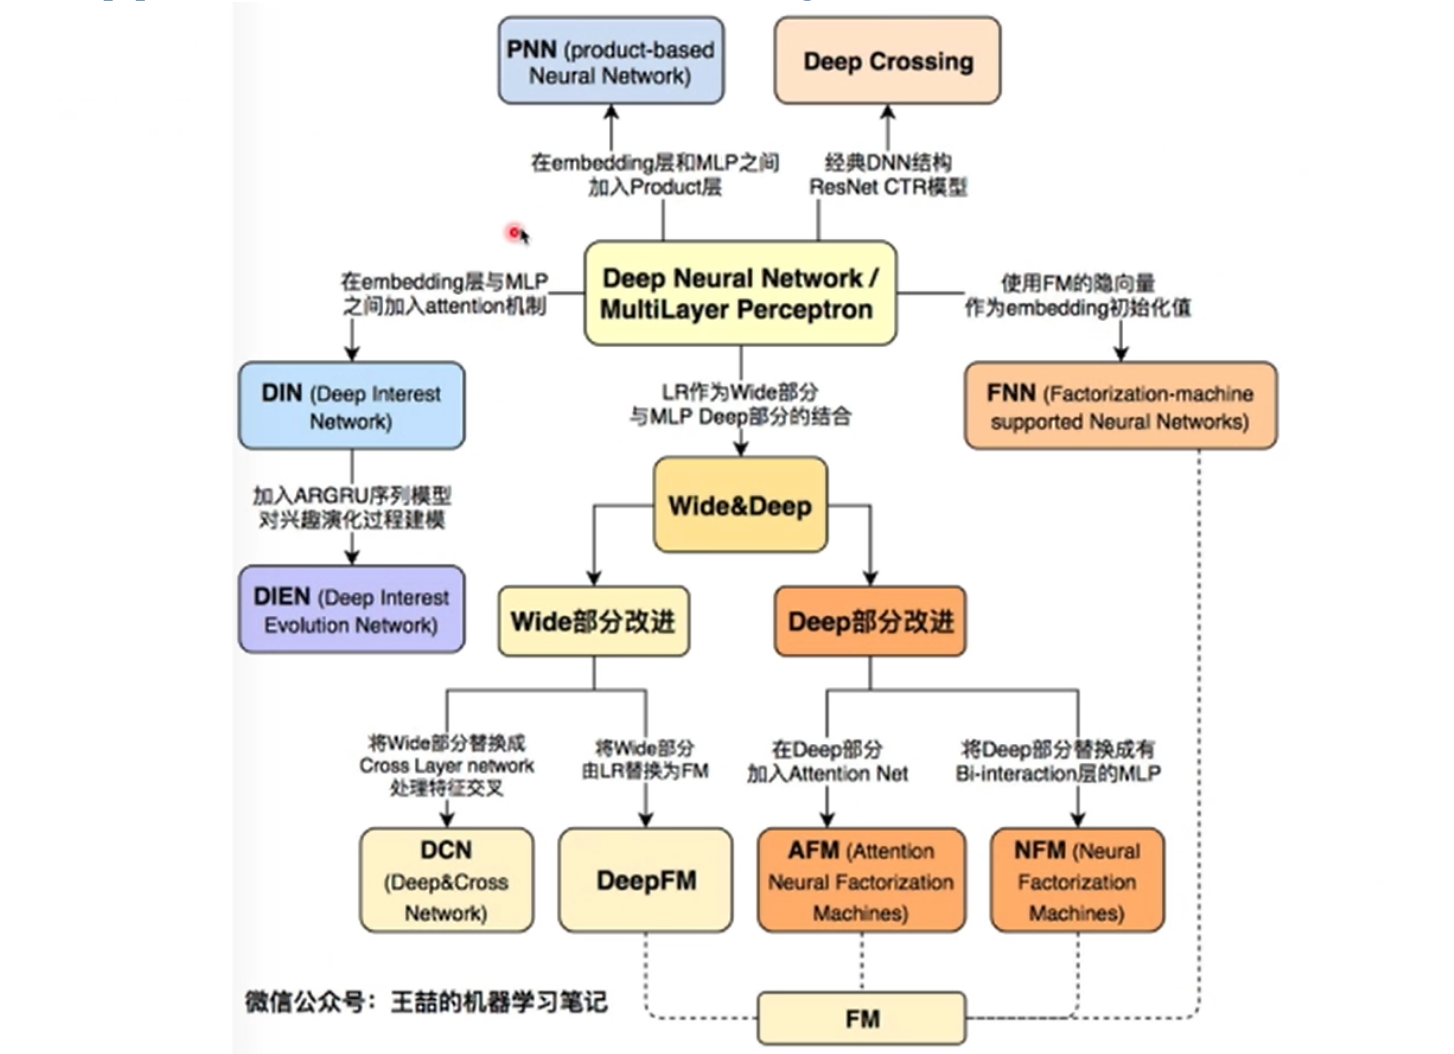 PNN (product-based
Neural Network)
Deep Crossing
在embedding层和MLP之间
加入Product层
经典DNN结构
ResNet CTR模型
Deep Neural Network /
MultiLayer Perceptron
在embedding层与MLP
之间加入attention机制
使用FM的隐向量
作为embedding初始化值
DIN (Deep Interest
Network)
LR作为Wide部分
与MLP Deep部分的结合
FNN (Factorization-machine
supported Neural Networks)
加入ARGRU序列模型
对兴趣演化过程建模
Wide&Deep
DIEN (Deep Interest
Evolution Network)
Wide部分改进
Deep部分改进
将Wide部分替换成
Cross Layer network
处理特征交叉
将Wide部分
由LR替换为FM
在Deep部分
加入Attention Net
将Deep部分替换成有
Bi-interaction层的MLP
DCN
(Deep&Cross
Network)
DeepFM
AFM (Attention
Neural Factorization
Machines)
NFM (Neural
Factorization
Machines)
微信公众号：王喆的机器学习笔记
FM